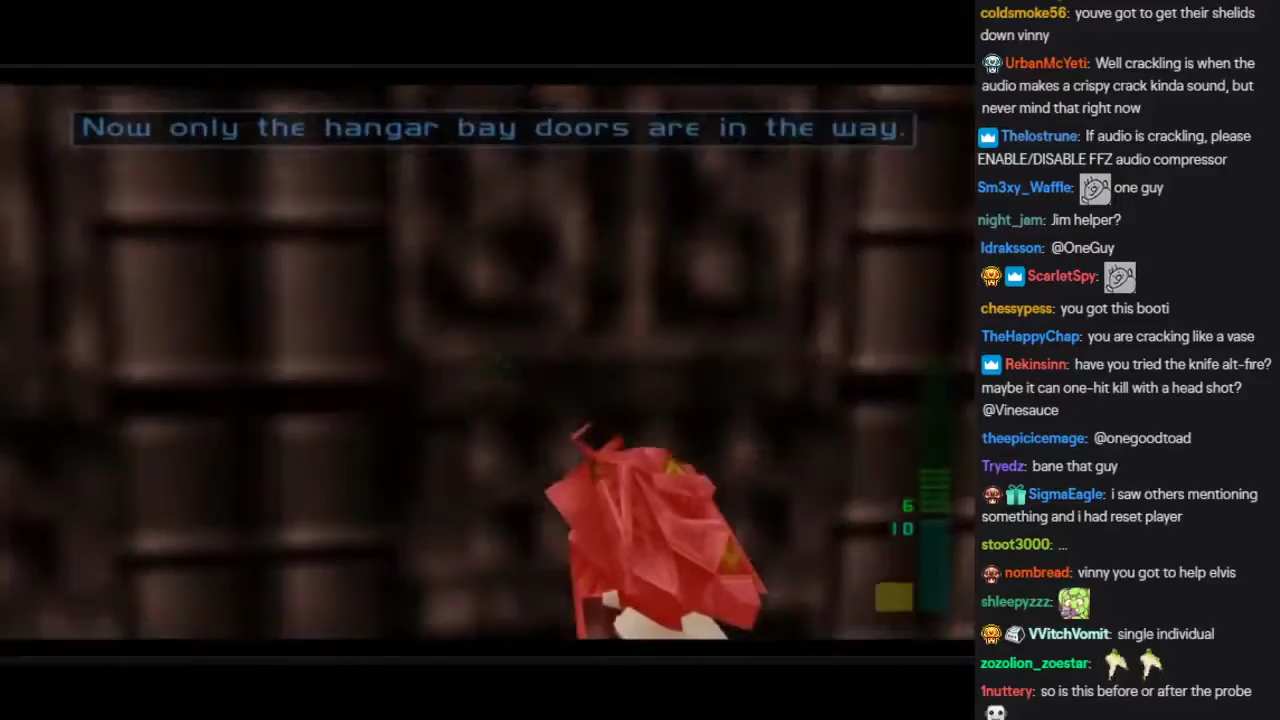 Now only the hangar bay doors are in the way.
6
10
coldsmoke56: youve got to get their shelids
down vinny
UrbanMcYeti: Well crackling is when the
audio makes a crispy crack kinda sound, but
never mind that right now
Thelostrune: If audio is crackling, please
ENABLE/DISABLE FFZ audio compressor
Sm3xy_Waffle: one guy
night_jam: Jim helper?
Idraksson: @OneGuy
ScarletSpy:
chessypess: you got this booti
TheHappyChap: you are cracking like a vase
Rekinsinn: have you tried the knife alt-fire?
maybe it can one-hit kill with a head shot?
@Vinesauce
theepicicemage: @onegoodtoad
Tryedz: bane that guy
SigmaEagle: i saw others mentioning
something and i had reset player
stoot3000: ...
nombread: vinny you got to help elvis
shleepyzzz:
VVitchVomit: single individual
zozolion_zoestar:
1nuttery: so is this before or after the probe